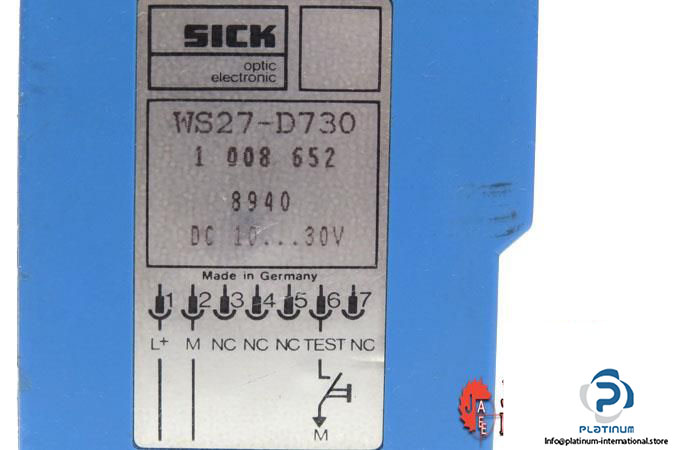 SICK
optic
electronic
WS27-D730
1 008 652
8940
DC 10...30V
Made in Germany
1 2 3 4 5 6 7
L+ M NC NC NC TEST NC
L
M
JAEE
PLATINUM
Info@platinum-international.store